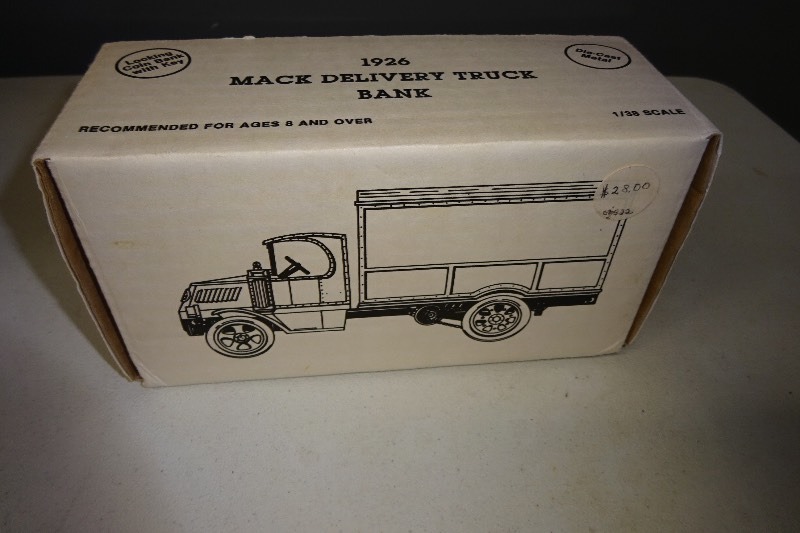 Locking
Coin Bank
with Key
1926
MACK DELIVERY TRUCK
BANK
Die-Cast
Metal
RECOMMENDED FOR AGES 8 AND OVER
1/38 SCALE
$28.00